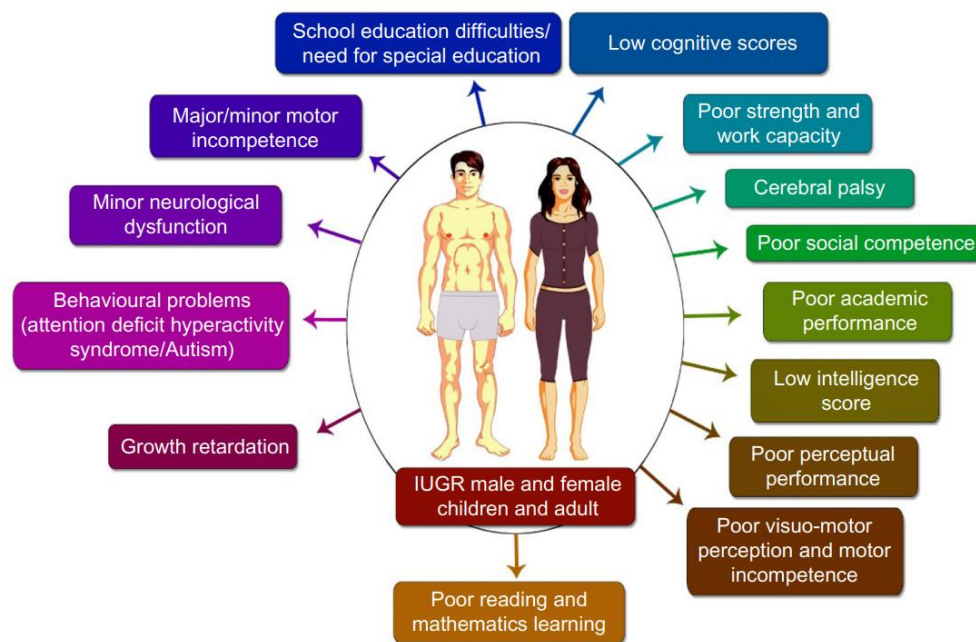 School education difficulties/
need for special education
Low cognitive scores
Major/minor motor
incompetence
Poor strength and
work capacity
Minor neurological
dysfunction
Cerebral palsy
Poor social competence
Behavioural problems
(attention deficit hyperactivity
syndrome/Autism)
Poor academic
performance
Low intelligence
score
Growth retardation
Poor perceptual
performance
IUGR male and female
children and adult
Poor visuo-motor
perception and motor
incompetence
Poor reading and
mathematics learning